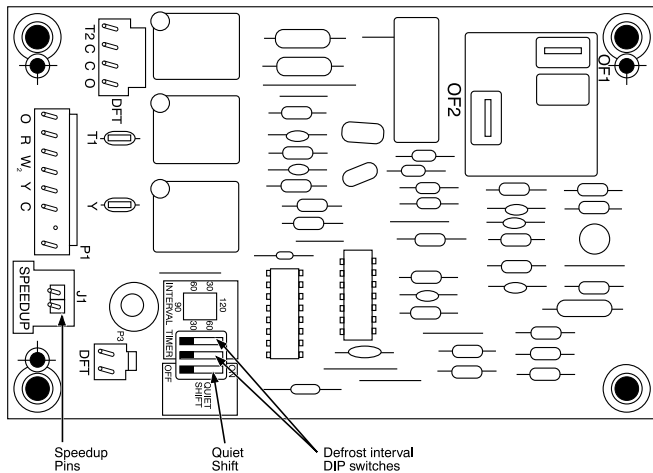 T2 C C O
DFT
O R W2 Y C
T1
Y
P1
OF1
OF2
J1
SPEEDUP
P3
DFT
INTERVAL TIMER
60 30
90 120
30 60
OFF
ON
QUIET
SHIFT
Speedup
Pins
Quiet
Shift
Defrost interval
DIP switches